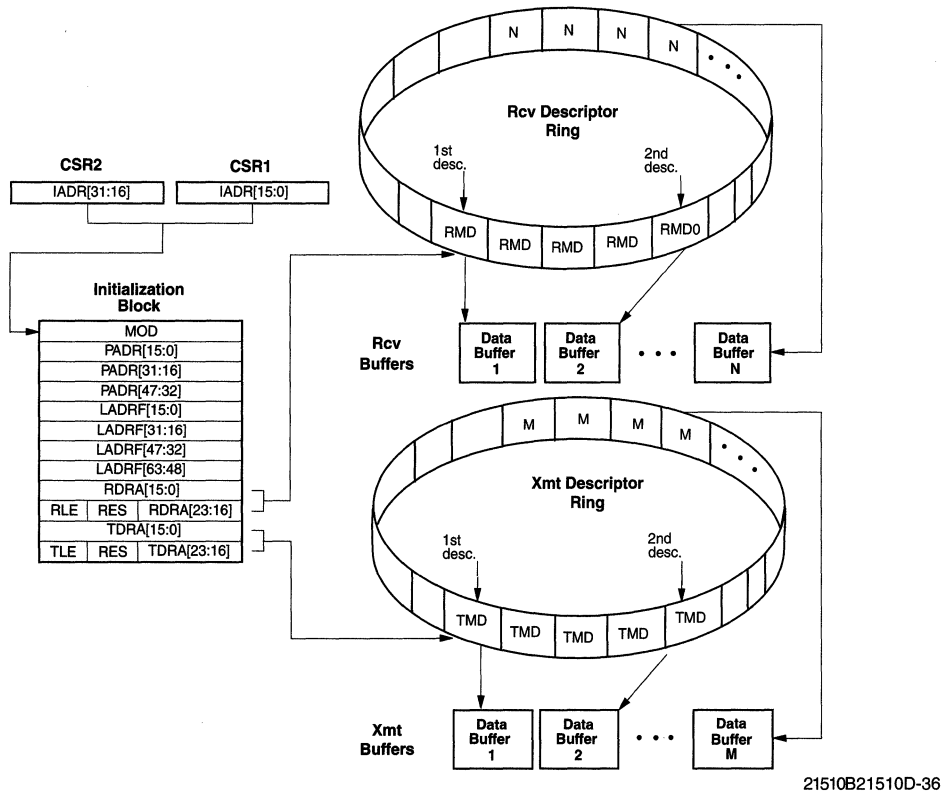 N N N N • • •
Rcv Descriptor
Ring
1st
desc.
2nd
desc.
CSR2 CSR1
IADR[31:16] IADR[15:0]
RMD RMD RMD RMD RMD0
Initialization
Block
MOD
PADR[15:0]
PADR[31:16]
PADR[47:32]
LADRF[15:0]
LADRF[31:16]
LADRF[47:32]
LADRF[63:48]
RDRA[15:0]
RLE RES RDRA[23:16]
TDRA[15:0]
TLE RES TDRA[23:16]
Rcv
Buffers
Data
Buffer
1
Data
Buffer
2
• • •
Data
Buffer
N
M M M M • • •
Xmt Descriptor
Ring
1st
desc.
2nd
desc.
TMD TMD TMD TMD TMD
Xmt
Buffers
Data
Buffer
1
Data
Buffer
2
• • •
Data
Buffer
M
21510B21510D-36